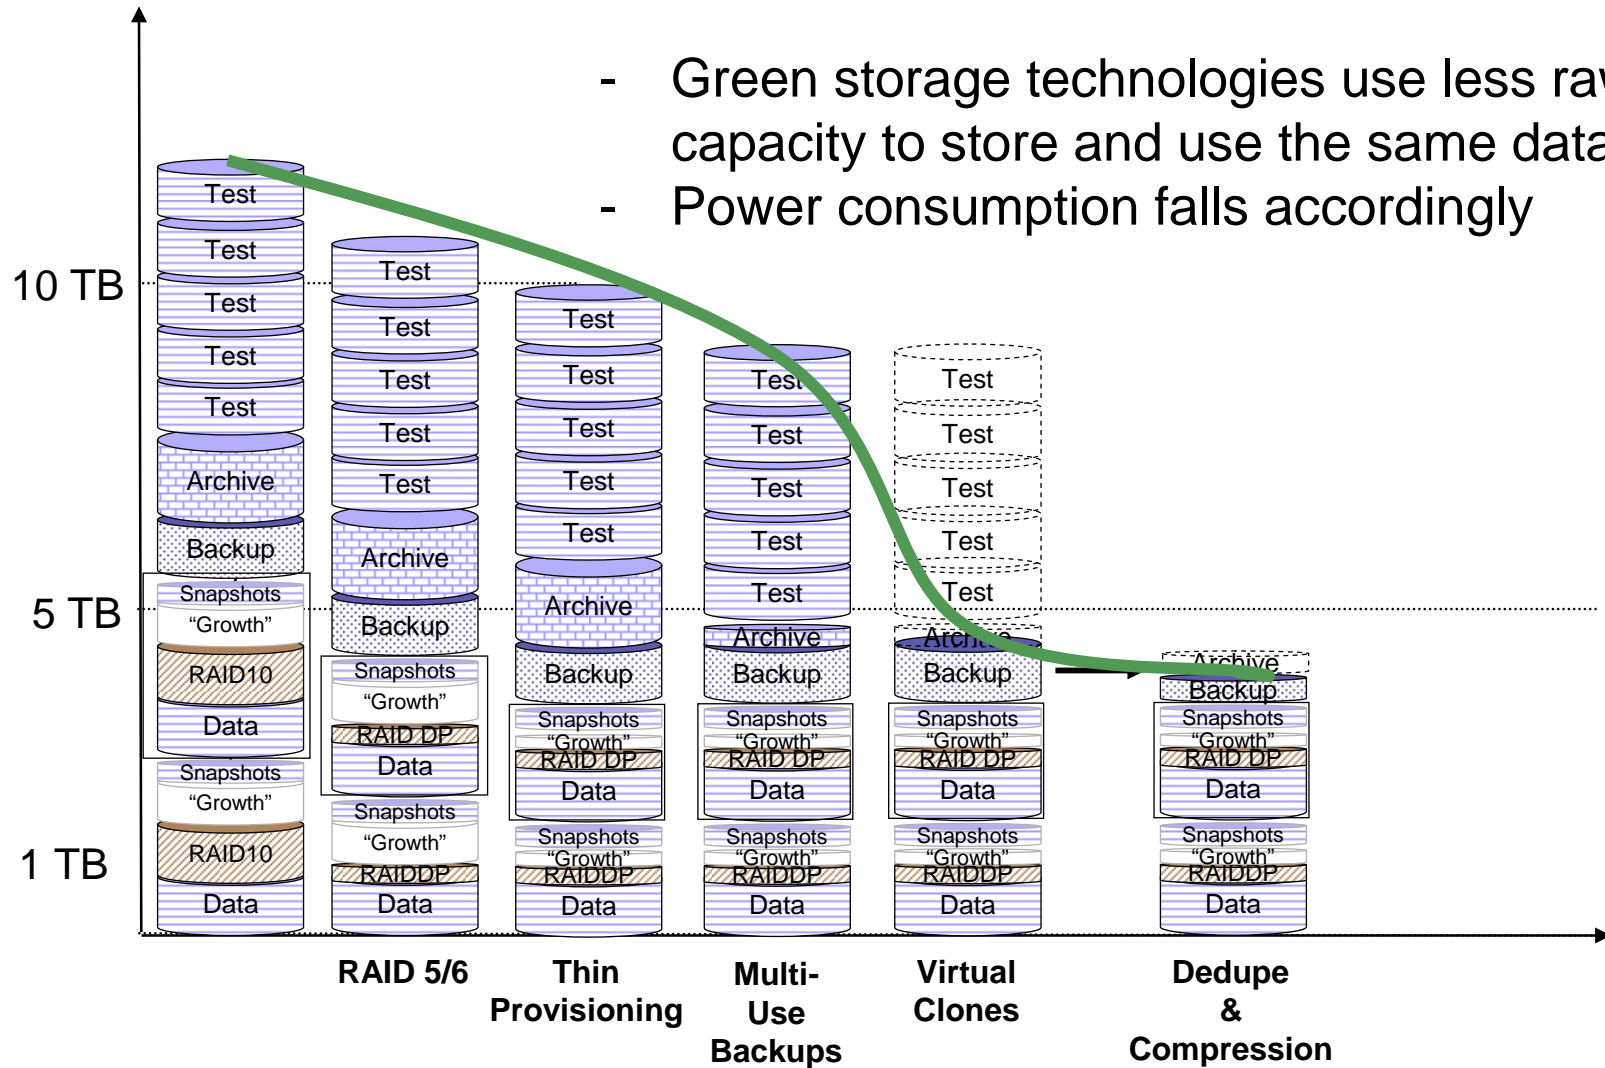 - Green storage technologies use less raw
capacity to store and use the same data
- Power consumption falls accordingly
10 TB
5 TB
1 TB
Test
Test
Test
Test
Test
Archive
Backup
Snapshots
“Growth”
RAID10
Data
Snapshots
“Growth”
RAID10
Data
Test
Test
Test
Test
Test
Archive
Backup
Snapshots
“Growth”
RAID DP
Data
Snapshots
“Growth”
RAIDDP
Data
Test
Test
Test
Test
Test
Archive
Backup
Snapshots
“Growth”
RAID DP
Data
Snapshots
“Growth”
RAIDDP
Data
Test
Test
Test
Test
Test
Archive
Backup
Snapshots
“Growth”
RAID DP
Data
Snapshots
“Growth”
RAIDDP
Data
Test
Test
Test
Test
Test
Archive
Backup
Snapshots
“Growth”
RAID DP
Data
Snapshots
“Growth”
RAIDDP
Data
Archive
Backup
Snapshots
“Growth”
RAID DP
Data
Snapshots
“Growth”
RAIDDP
Data
RAID 5/6
Thin
Provisioning
Multi-
Use
Backups
Virtual
Clones
Dedupe
&
Compression